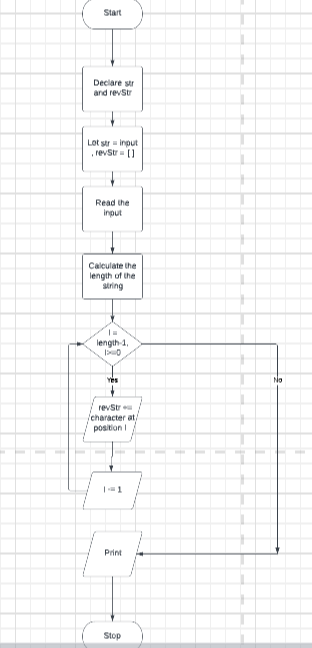 Start
Declare str
and revStr
Let str = input
, revStr = [ ]
Read the
input
Calculate the
length of the
string
I =
length-1,
I>=0
Yes
No
revStr +=
character at
position I
I -= 1
Print
Stop